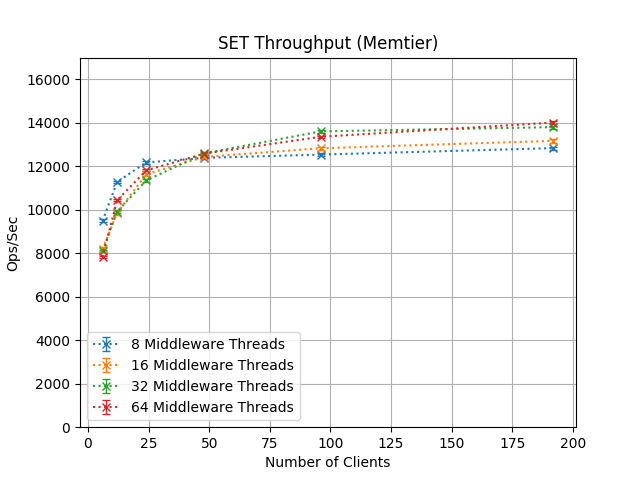 SET Throughput (Memtier)
Ops/Sec
16000
14000
12000
10000
8000
6000
4000
2000
0
8 Middleware Threads
16 Middleware Threads
32 Middleware Threads
64 Middleware Threads
0 25 50 75 100 125 150 175 200
Number of Clients